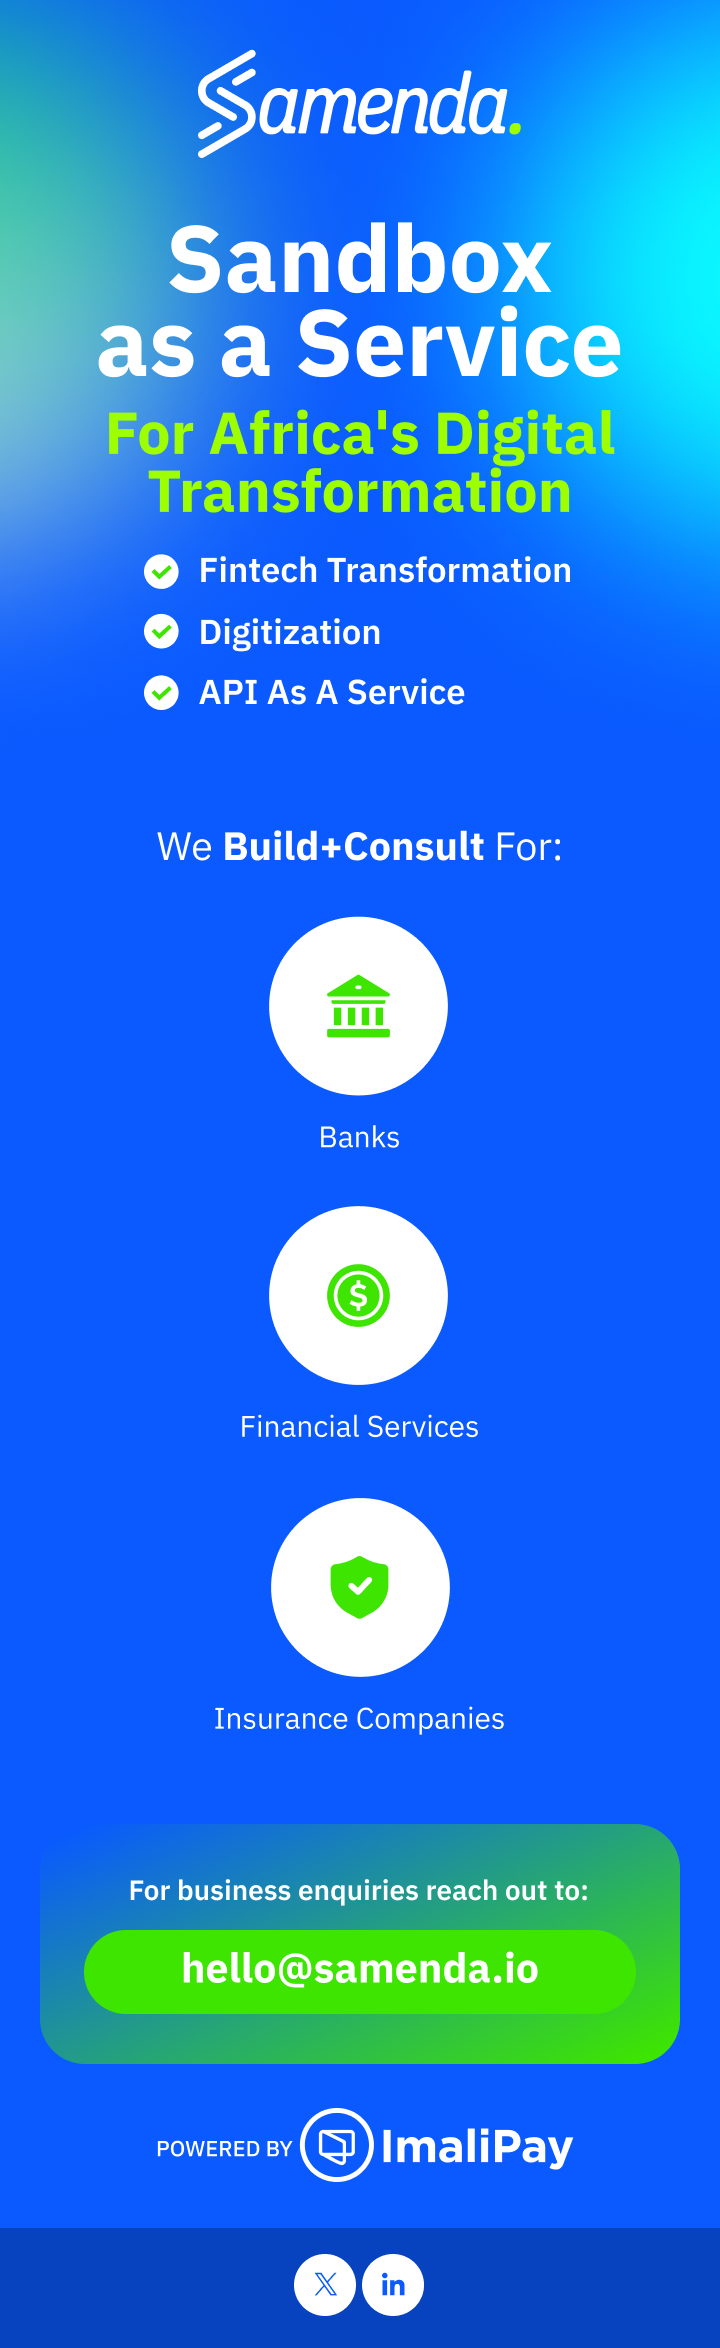 Samenda.
Sandbox
as a Service
For Africa's Digital
Transformation
Fintech Transformation
Digitization
API As A Service
We Build+Consult For:
$
Banks
Financial Services
Insurance Companies
For business enquiries reach out to:
hello@samenda.io
POWERED BY ImaliPay
X in